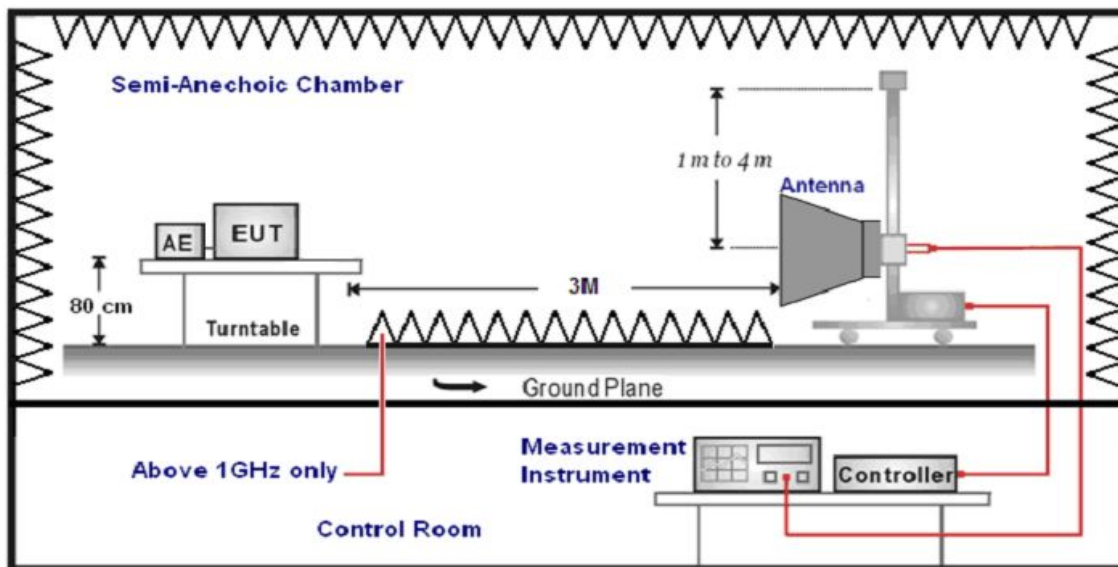 Semi-Anechoic Chamber
1 m to 4 m
Antenna
AE
EUT
80 cm
3M
Turntable
Ground Plane
Above 1GHz only
Measurement
Instrument
Controller
Control Room